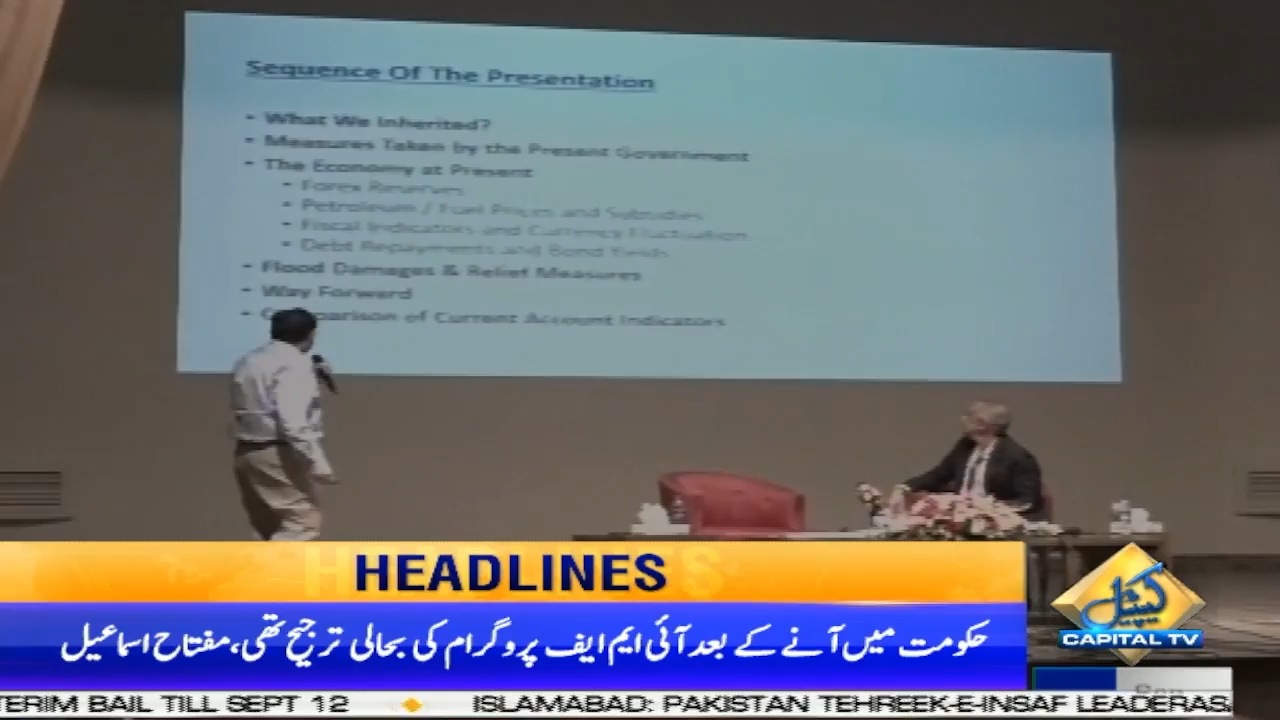 Sequence Of The Presentation
• What We Inherited?
• Measures Taken by the Present Government
• The Economy at Present
• Forex Reserves
• Petroleum / Fuel Prices and Subsidies
• Fiscal Indicators and Currency Fluctuation
• Debt Repayments and Bond Yields
• Flood Damages & Relief Measures
• Way Forward
• Comparison of Current Account Indicators
HEADLINES
حکومت میں آنے کے بعد آئی ایم ایف پروگرام کی بحالی ترجیح تھی، مفتاح اسماعیل
کیپیٹل
CAPITAL TV
TERIM BAIL TILL SEPT 12 ISLAMABAD: PAKISTAN TEHREEK-E-INSAF LEADERAS